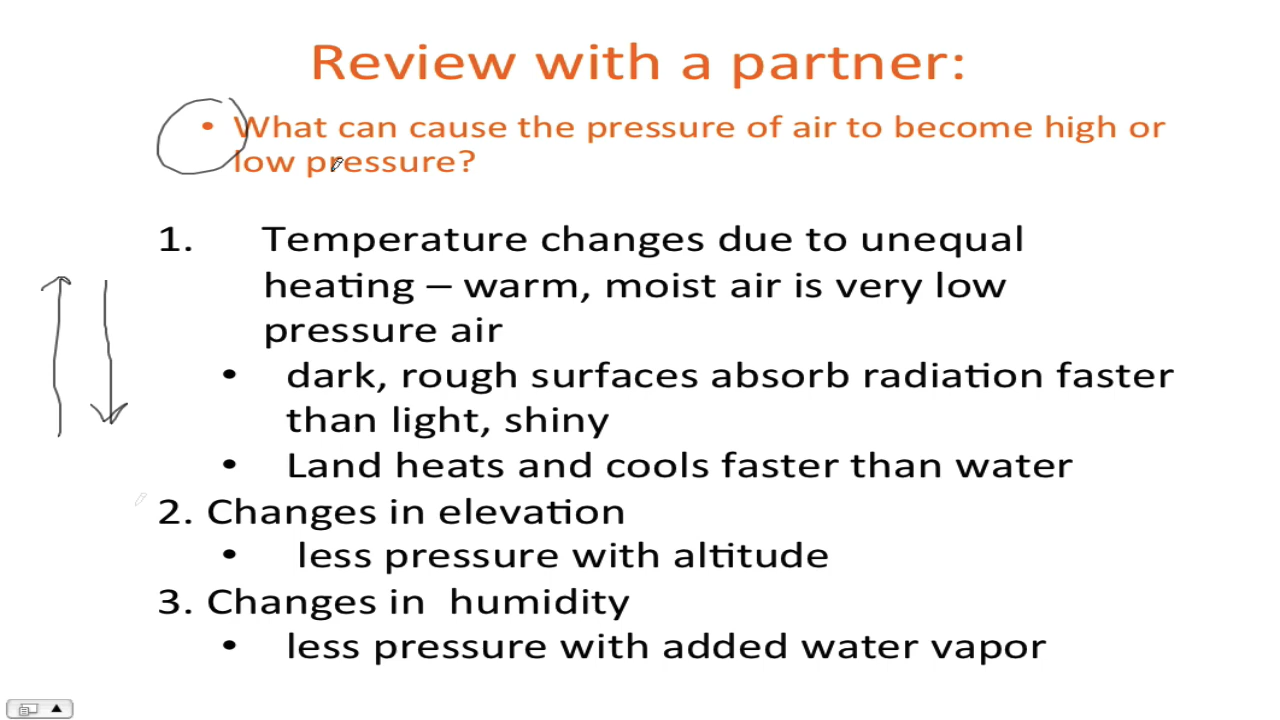 Review with a partner:
• What can cause the pressure of air to become high or
low pressure?
1. Temperature changes due to unequal
heating – warm, moist air is very low
pressure air
• dark, rough surfaces absorb radiation faster
than light, shiny
• Land heats and cools faster than water
2. Changes in elevation
• less pressure with altitude
3. Changes in humidity
• less pressure with added water vapor